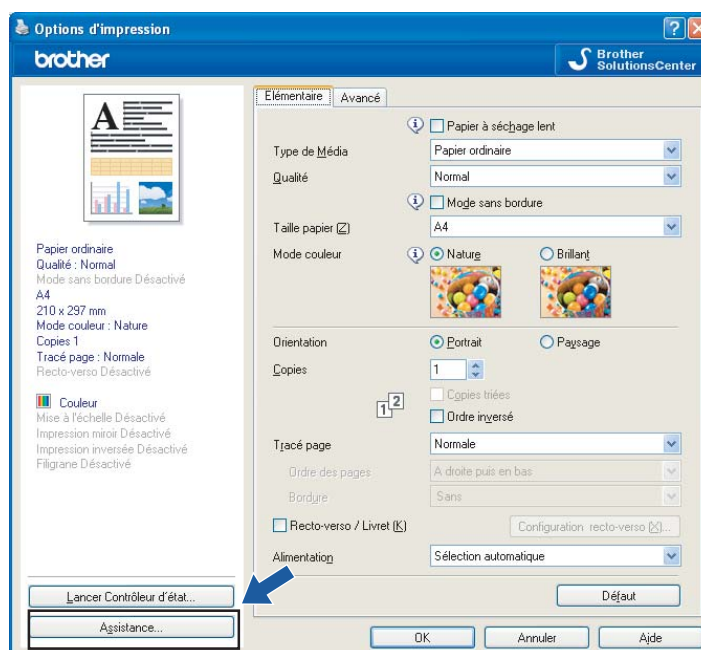 Options d'impression
brother
Brother
SolutionsCenter
A
Papier ordinaire
Qualité : Normal
Mode sans bordure Désactivé
A4
210 x 297 mm
Mode couleur : Nature
Copies 1
Tracé page : Normale
Recto-verso Désactivé
Couleur
Mise à l'échelle Désactivé
Impression miroir Désactivé
Impression inversée Désactivé
Filigrane Désactivé
Lancer Contrôleur d'état...
Assistance...
Elémentaire Avancé
Papier à séchage lent
Type de Média Papier ordinaire
Qualité Normal
Mode sans bordure
Taille papier (Z) A4
Mode couleur Nature Brillant
Orientation Portrait Paysage
Copies 1
1 2 Copies triées
Ordre inversé
Tracé page Normale
Ordre des pages A droite puis en bas
Bordure Sans
Recto-verso / Livret (K) Configuration recto-verso (X)...
Alimentation Sélection automatique
Défaut
OK Annuler Aide